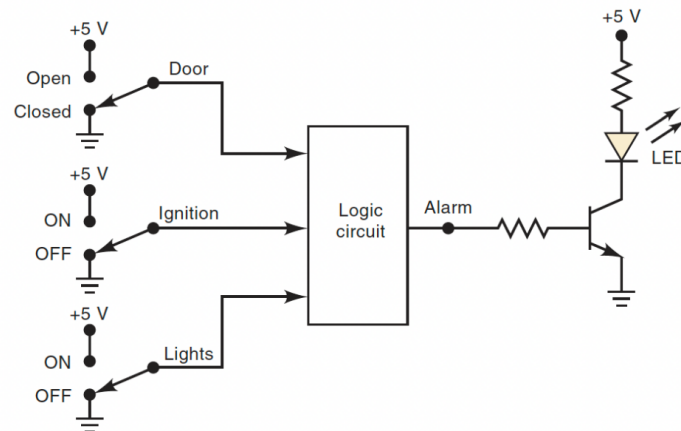 +5 V
Open
Closed
Door
+5 V
ON
OFF
Ignition
+5 V
ON
OFF
Lights
Logic
circuit
Alarm
+5 V
LED